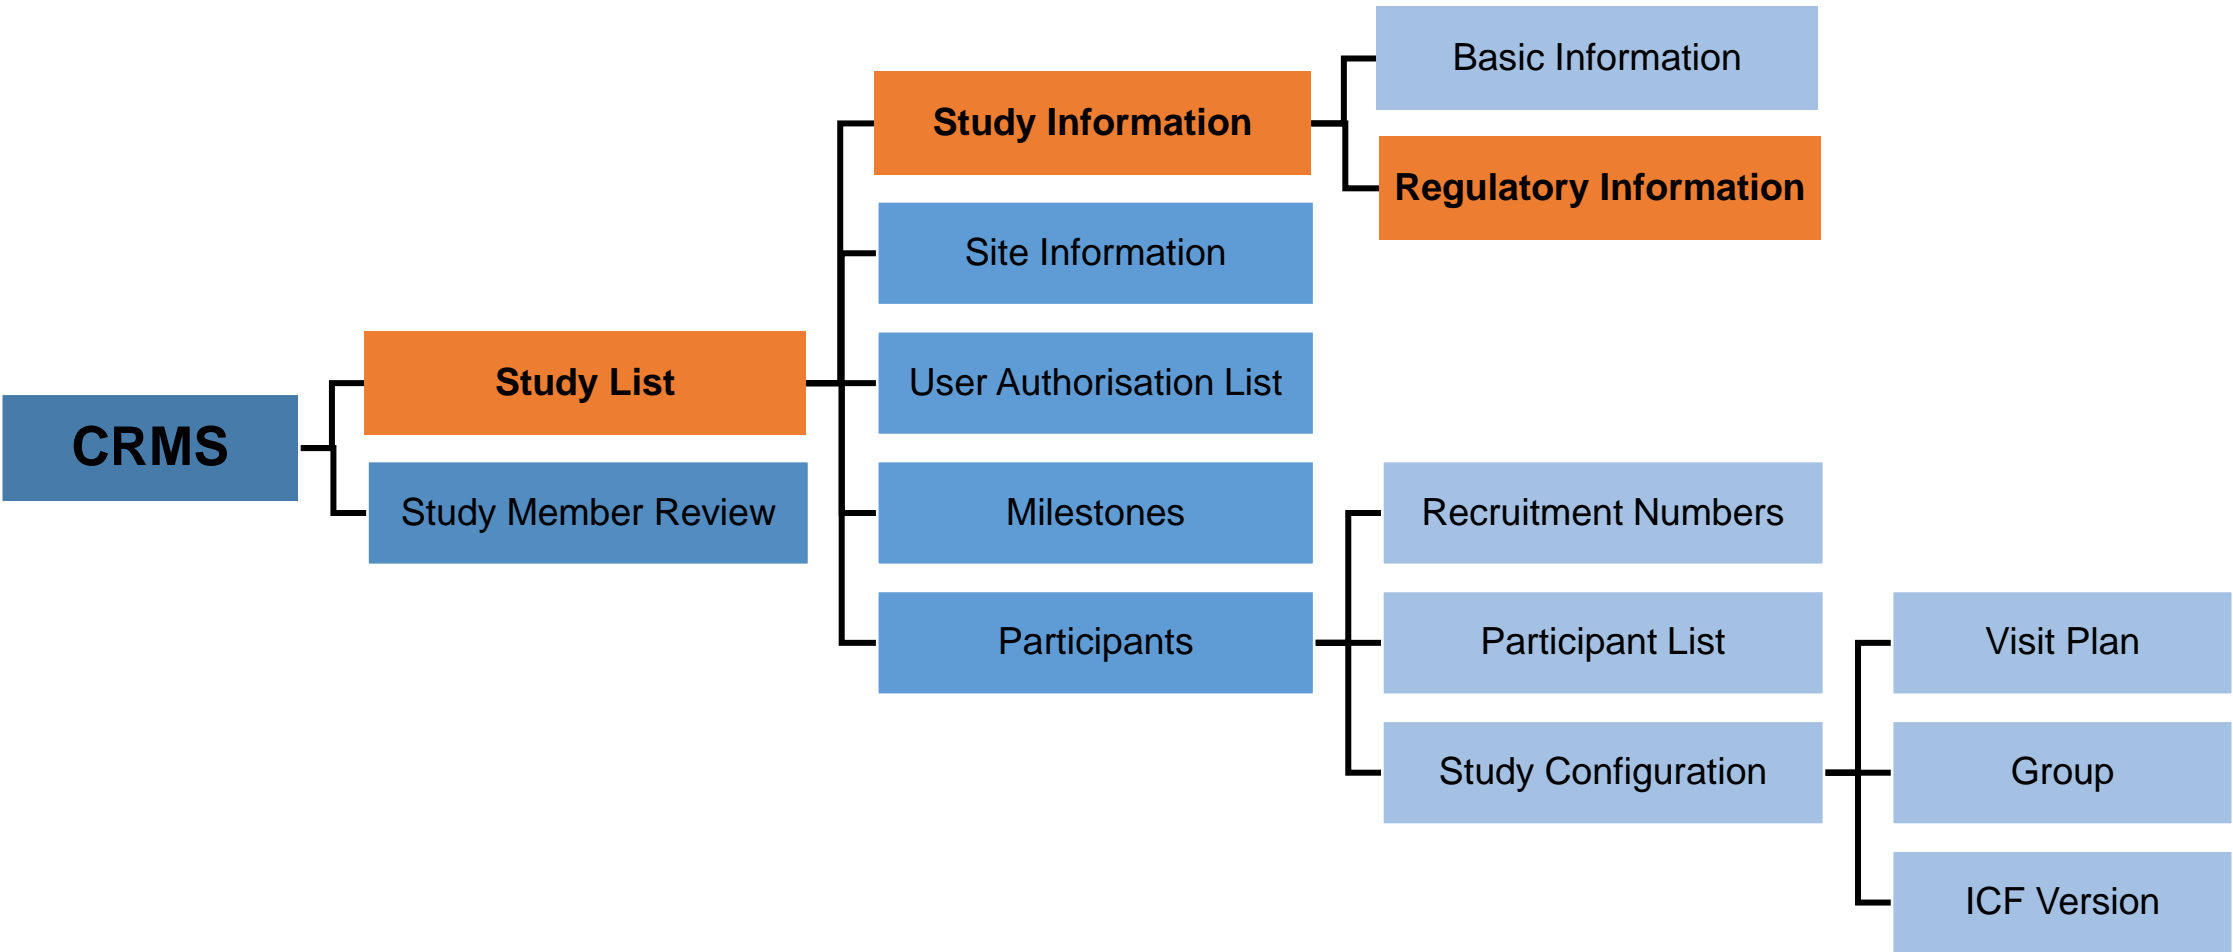 Basic Information
Study Information
Regulatory Information
Site Information
Study List
User Authorisation List
CRMS
Study Member Review
Milestones
Recruitment Numbers
Participants
Participant List
Visit Plan
Study Configuration
Group
ICF Version